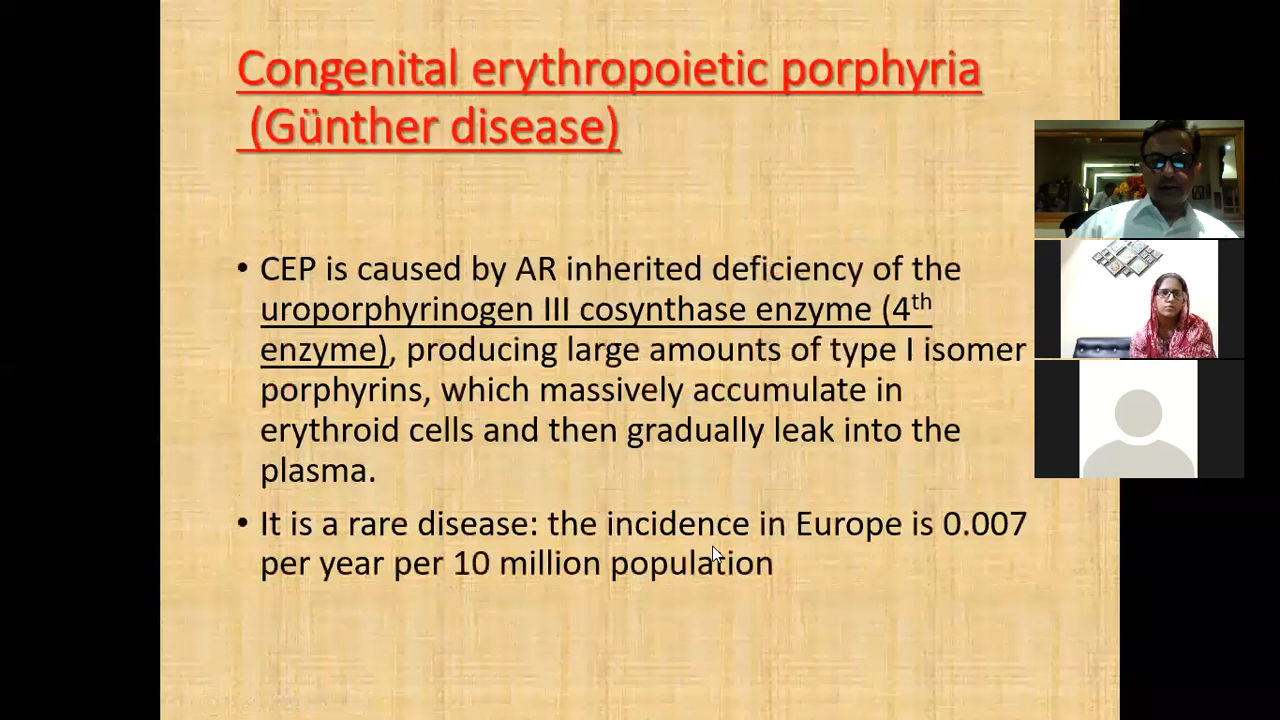 Congenital erythropoietic porphyria
(Günther disease)
• CEP is caused by AR inherited deficiency of the
uroporphyrinogen III cosynthase enzyme (4th
enzyme), producing large amounts of type I isomer
porphyrins, which massively accumulate in
erythroid cells and then gradually leak into the
plasma.
• It is a rare disease: the incidence in Europe is 0.007
per year per 10 million population